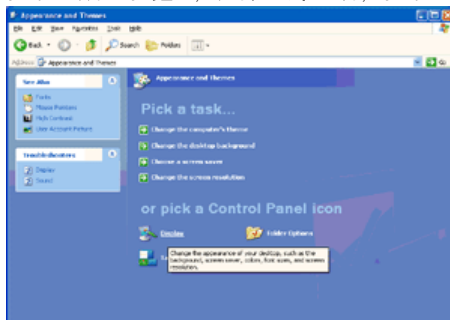 Appearance and Themes
File Edit View Favorites Tools Help
Back Search Folders
Address Appearance and Themes Go
See Also
Fonts
Mouse Pointers
High Contrast
User Account Picture
Troubleshooters
Display
Sound
Appearance and Themes
Pick a task...
Change the computer's theme
Change the desktop background
Choose a screen saver
Change the screen resolution
or pick a Control Panel icon
Display Folder Options
Change the appearance of your desktop, such as the
background, screen saver, colors, font sizes, and screen
resolution.